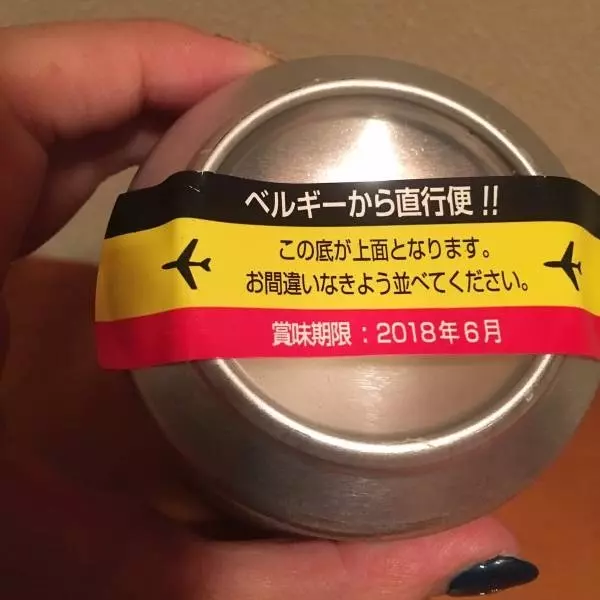 ベルギーから直行便!!
この底が上面となります。
お間違いなきよう並べてください。
賞味期限：2018年6月